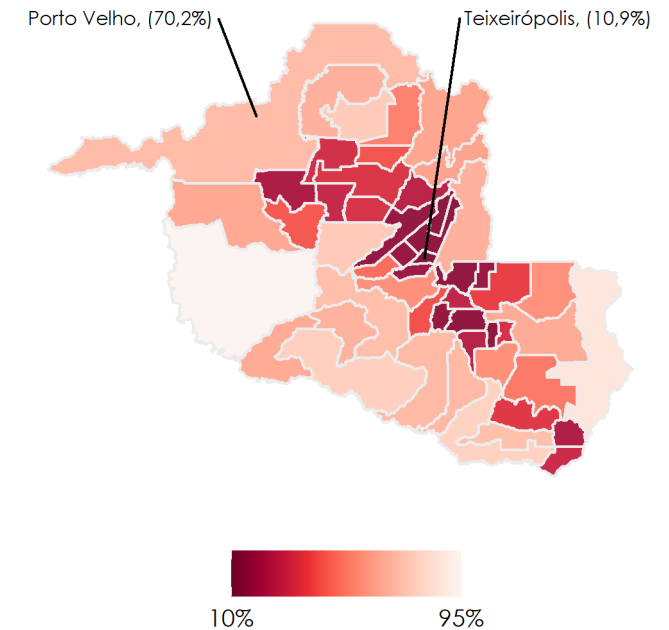 Porto Velho, (70,2%)
Teixeirópolis, (10,9%)
10%
95%